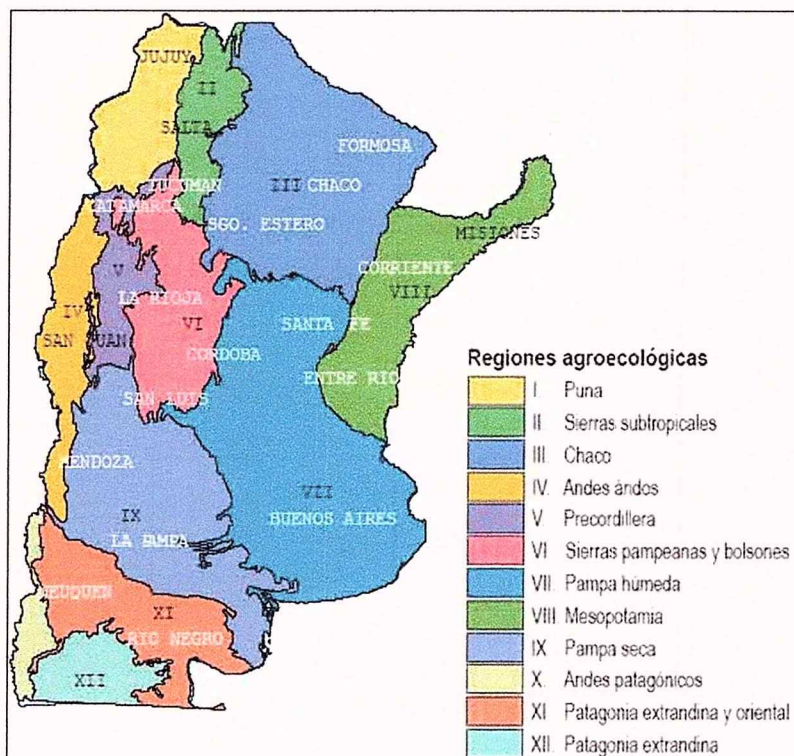 JUJUY
II
SALTA
FORMOSA
TUCUMAN
III CHACO
CATAMARCA
SGO. ESTERO
MISIONES
V
CORRIENTE
VIII
LA RIOJA
IV
VI
SANTA FE
SAN UAN
CORDOBA
ENTRE RIO
SAN LUIS
MENDOZA
VII
IX
BUENOS AIRES
LA PAMPA
NEUQUEN
XI
RIO NEGRO
XII
Regiones agroecológicas
I. Puna
II Sierras subtropicales
III. Chaco
IV. Andes áridos
V Precordillera
VI Sierras pampeanas y bolsones
VII. Pampa húmeda
VIII Mesopotamia
IX Pampa seca
X. Andes patagónicos
XI Patagonia extrandina y oriental
XII. Patagonia extrandina